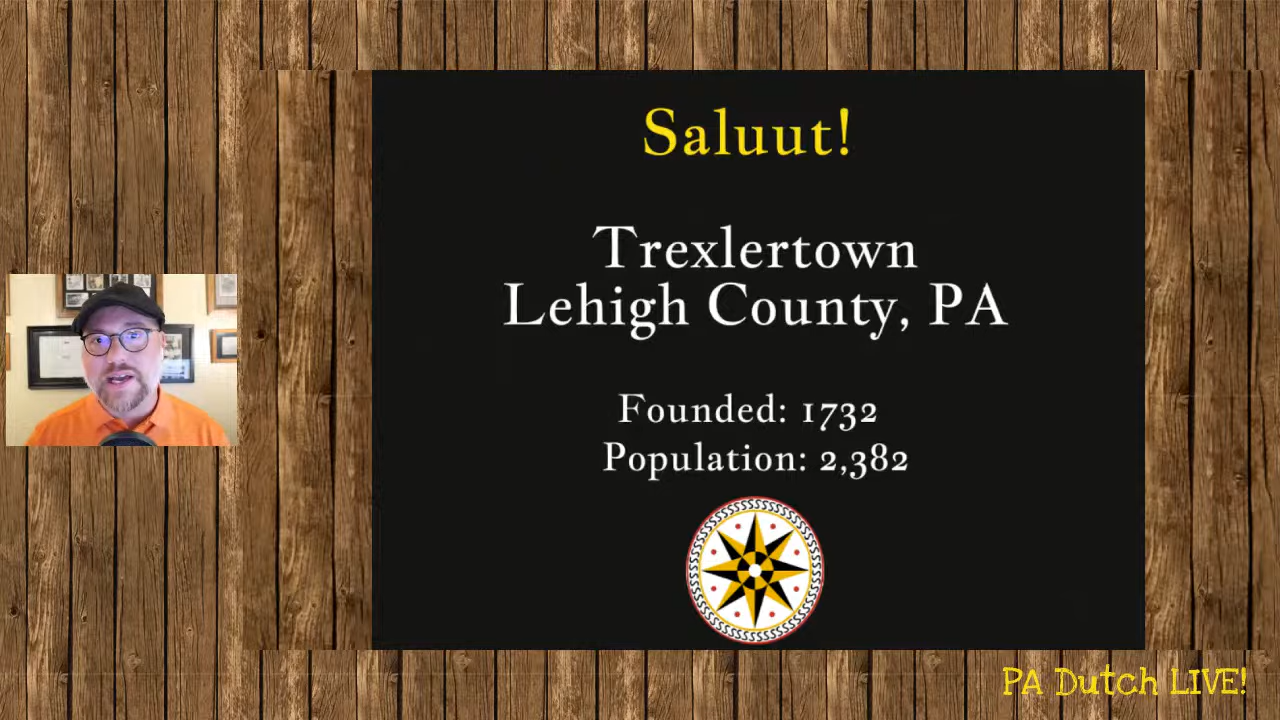 Saluut!
Trexlertown
Lehigh County, PA
Founded: 1732
Population: 2,382
PA Dutch LIVE!